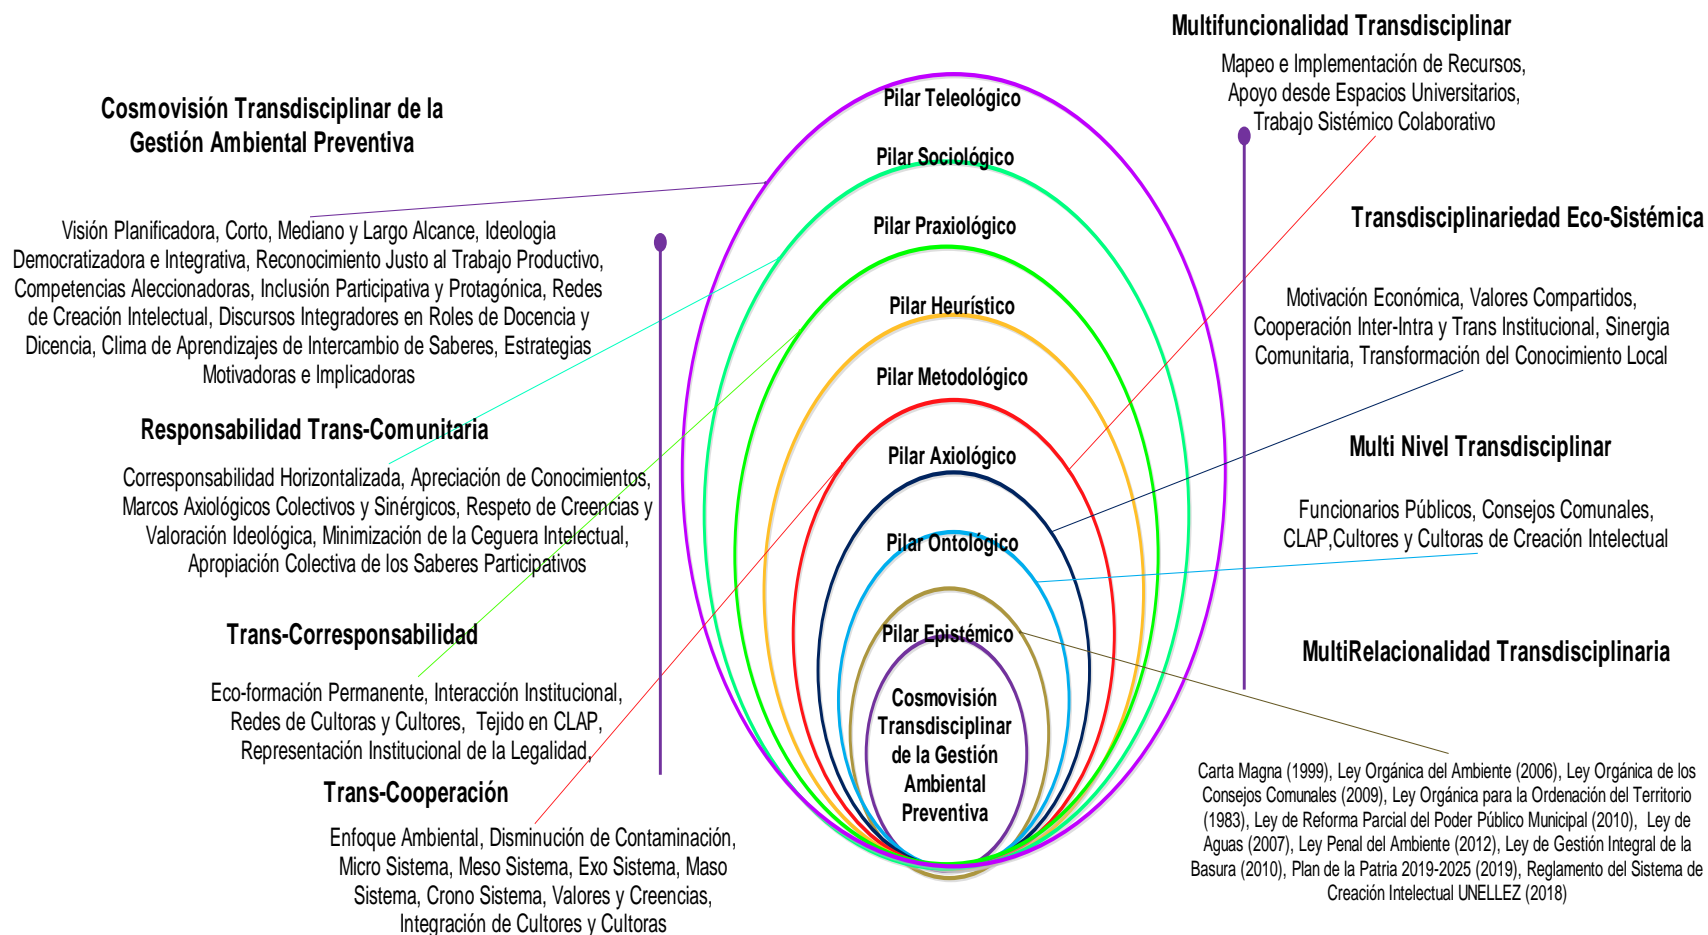 Cosmovisión Transdisciplinar de la
Gestión Ambiental Preventiva
Visión Planificadora, Corto, Mediano y Largo Alcance, Ideologia
Democratizadora e Integrativa, Reconocimiento Justo al Trabajo Productivo,
Competencias Aleccionadoras, Inclusión Participativa y Protagónica, Redes
de Creación Intelectual, Discursos Integradores en Roles de Docencia y
Dicencia, Clima de Aprendizajes de Intercambio de Saberes, Estrategias
Motivadoras e Implicadoras
Responsabilidad Trans-Comunitaria
Corresponsabilidad Horizontalizada, Apreciación de Conocimientos,
Marcos Axiológicos Colectivos y Sinérgicos, Respeto de Creencias y
Valoración Ideológica, Minimización de la Ceguera Intelectual,
Apropiación Colectiva de los Saberes Participativos
Trans-Corresponsabilidad
Eco-formación Permanente, Interacción Institucional,
Redes de Cultoras y Cultores, Tejido en CLAP,
Representación Institucional de la Legalidad,
Trans-Cooperación
Enfoque Ambiental, Disminución de Contaminación,
Micro Sistema, Meso Sistema, Exo Sistema, Maso
Sistema, Crono Sistema, Valores y Creencias,
Integración de Cultores y Cultoras
Pilar Teleológico
Pilar Sociológico
Pilar Praxiológico
Pilar Heurístico
Pilar Metodológico
Pilar Axiológico
Pilar Ontológico
Pilar Epistémico
Cosmovisión
Transdisciplinar
de la Gestión
Ambiental
Preventiva
Multifuncionalidad Transdisciplinar
Mapeo e Implementación de Recursos,
Apoyo desde Espacios Universitarios,
Trabajo Sistémico Colaborativo
Transdisciplinariedad Eco-Sistémica
Motivación Económica, Valores Compartidos,
Cooperación Inter-Intra y Trans Institucional, Sinergia
Comunitaria, Transformación del Conocimiento Local
Multi Nivel Transdisciplinar
Funcionarios Públicos, Consejos Comunales,
CLAP,Cultores y Cultoras de Creación Intelectual
MultiRelacionalidad Transdisciplinaria
Carta Magna (1999), Ley Orgánica del Ambiente (2006), Ley Orgánica de los
Consejos Comunales (2009), Ley Orgánica para la Ordenación del Territorio
(1983), Ley de Reforma Parcial del Poder Público Municipal (2010), Ley de
Aguas (2007), Ley Penal del Ambiente (2012), Ley de Gestión Integral de la
Basura (2010), Plan de la Patria 2019-2025 (2019), Reglamento del Sistema de
Creación Intelectual UNELLEZ (2018)